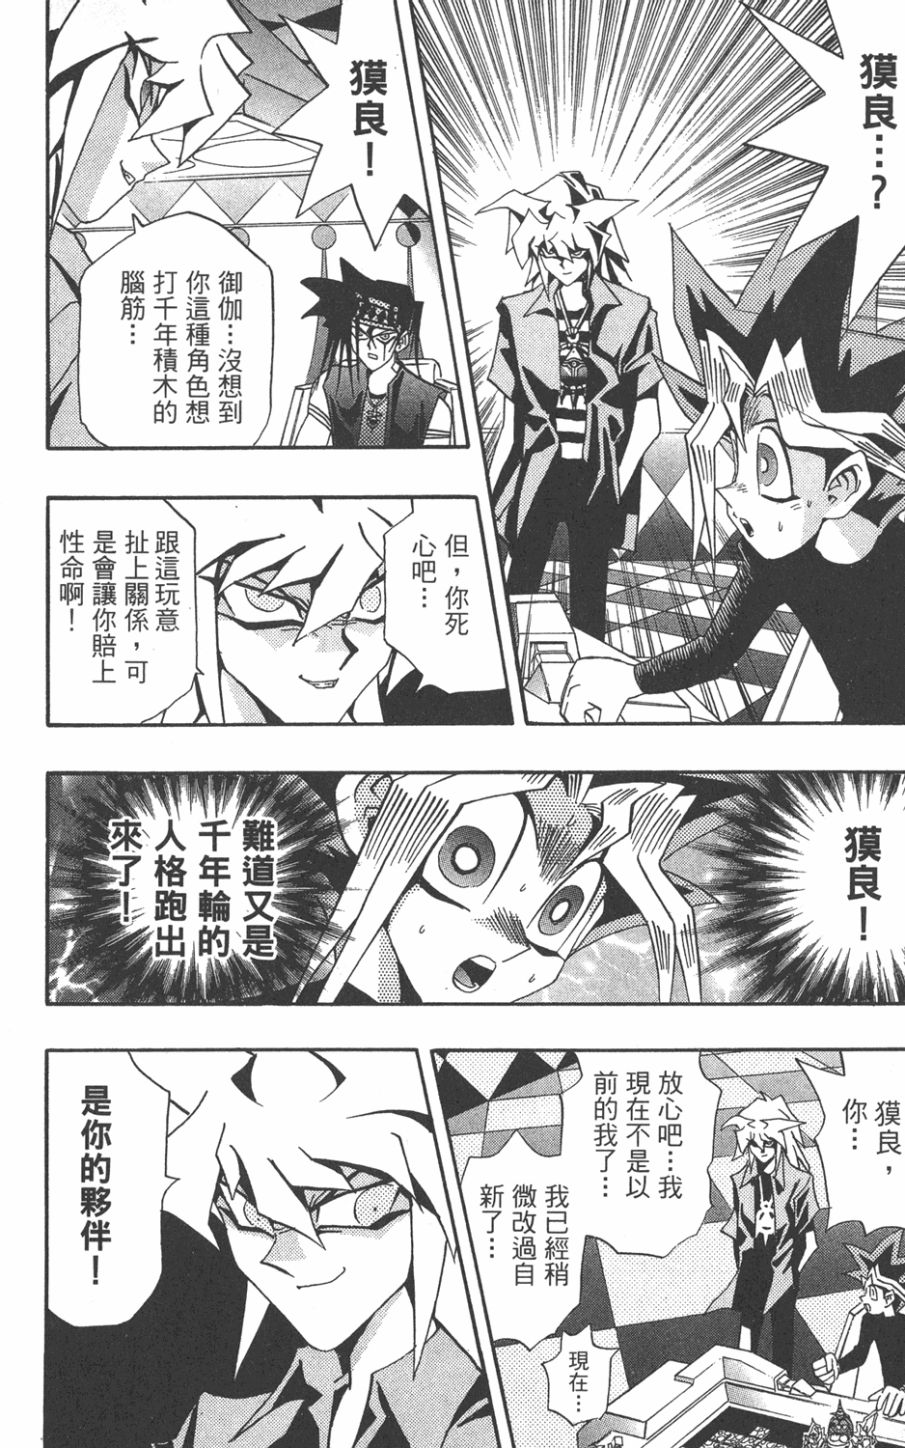 獏良…?
獏良！
御伽…沒想到
你這種角色想
打千年積木的
腦筋…
但，你死
心吧…
跟這玩意
扯上關係，可
是會讓你賠上
性命啊！
獏良！
難道又是
千年輪的
人格跑出
來了！
獏良，
你…
放心吧…我
現在不是以
前的我了…
我已經稍
微改過自
新了…
現在…
是你的夥伴！